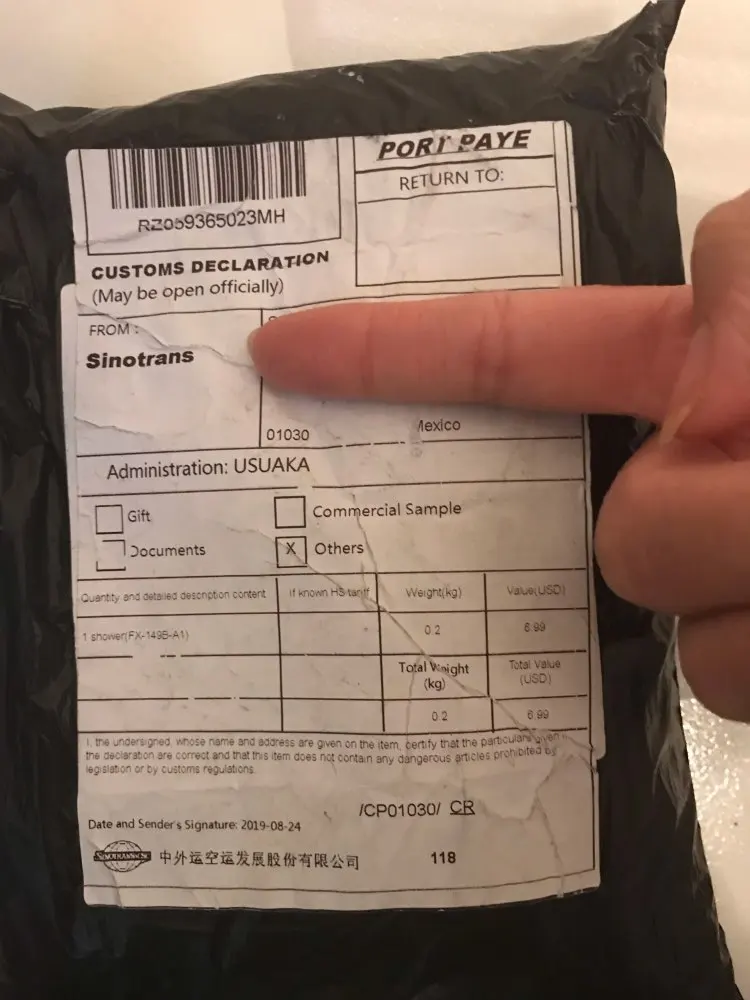 PORT PAYE
RETURN TO:
RZ059365023MH
CUSTOMS DECLARATION
(May be open officially)
FROM :
Sinotrans
01030
Mexico
Administration: USUAKA
Gift
Commercial Sample
Documents
X Others
Quantity and detailed description content If known HS tariff Weight(kg) Value(USD)
1 shower(FX-149B-A1) 0.2 6.99
Total Weight (kg) Total Value (USD)
0.2 6.99
I, the undersigned, whose name and address are given on the item, certify that the particulars given in
the declaration are correct and that this item does not contain any dangerous articles prohibited by
legislation or by customs regulations.
/CP01030/ CR
Date and Sender's Signature: 2019-08-24
中外运空运发展股份有限公司 118